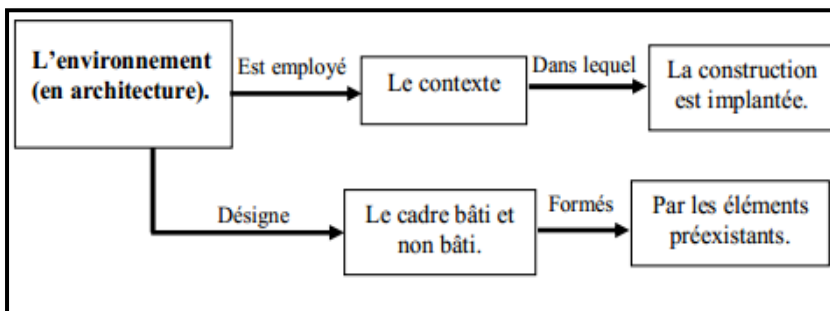 L’environnement
(en architecture).
Est employé
Le contexte
Dans lequel
La construction
est implantée.
Désigne
Le cadre bâti et
non bâti.
Formés
Par les éléments
préexistants.